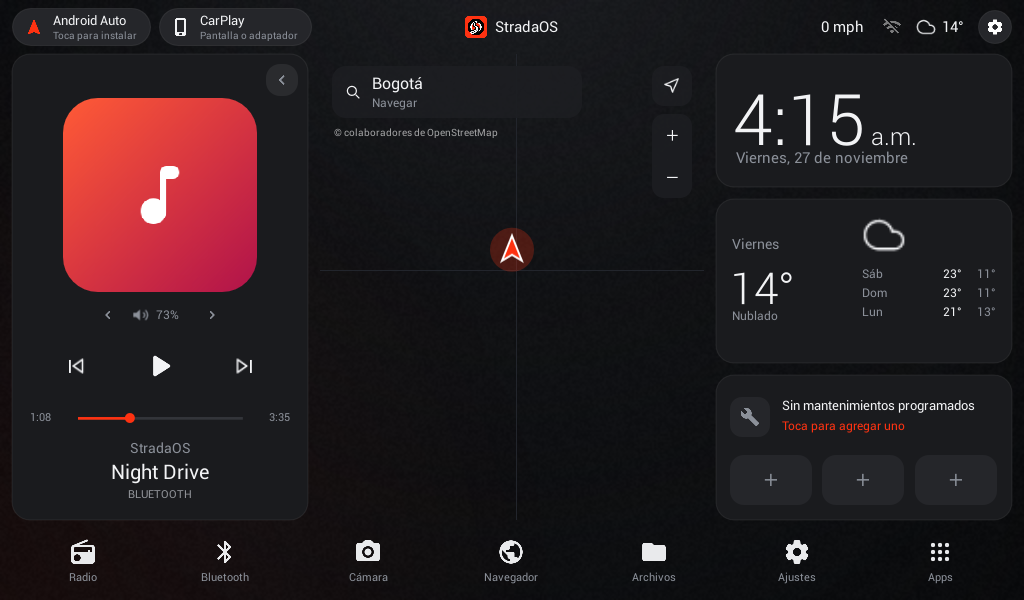 Android Auto
Toca para instalar
CarPlay
Pantalla o adaptador
StradaOS
0 mph
14°
Bogotá
Navegar
© colaboradores de OpenStreetMap
+
−
73%
1:08
3:35
StradaOS
Night Drive
BLUETOOTH
4:15 a.m.
Viernes, 27 de noviembre
Viernes
14°
Nublado
Sáb 23° 11°
Dom 23° 11°
Lun 21° 13°
Sin mantenimientos programados
Toca para agregar uno
+ + +
Radio
Bluetooth
Cámara
Navegador
Archivos
Ajustes
Apps